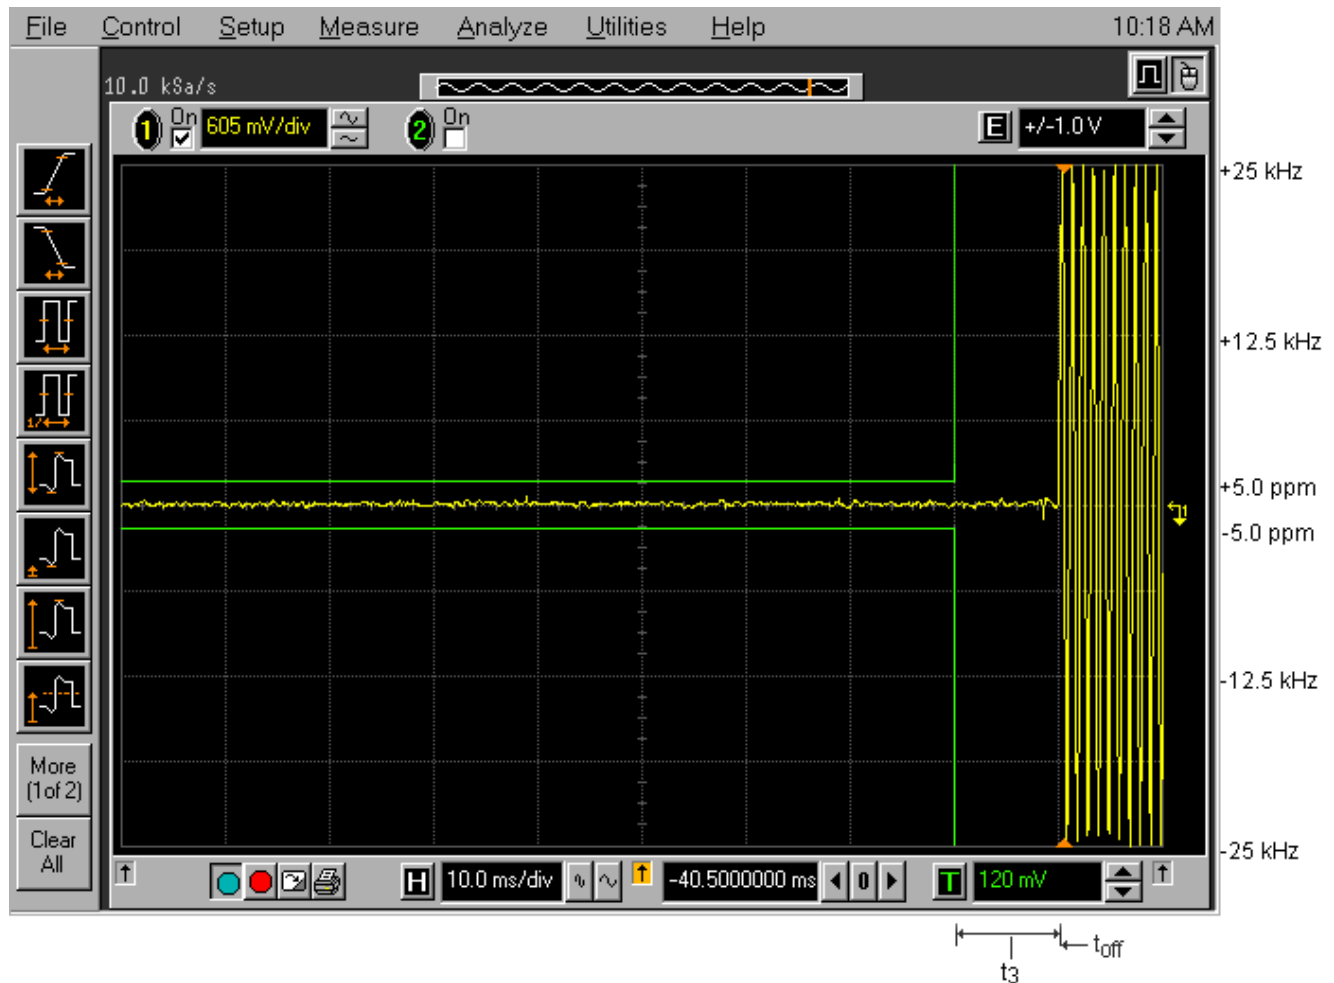 File Control Setup Measure Analyze Utilities Help 10:18 AM
10.0 kSa/s
1 On 605 mV/div 2 On E +/-1.0 V
+25 kHz
+12.5 kHz
+5.0 ppm
-5.0 ppm
-12.5 kHz
-25 kHz
1/
1
More
(1of 2)
Clear
All
H 10.0 ms/div -40.5000000 ms 0 T 120 mV
toff
t3